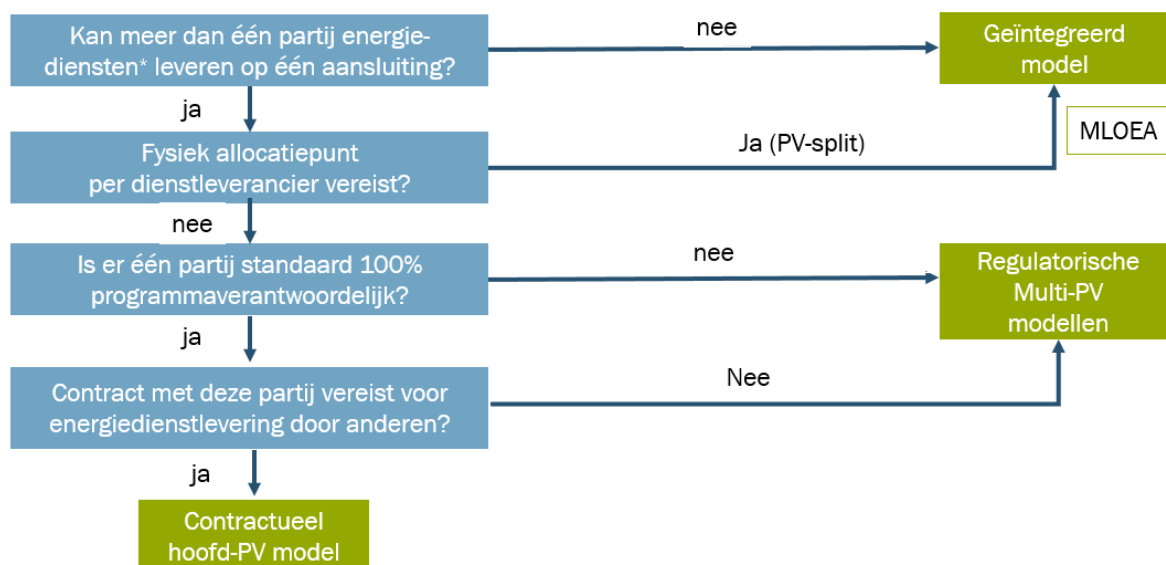 Kan meer dan één partij energie-
diensten* leveren op één aansluiting?
nee
Geïntegreerd
model
ja
MLOEA
Fysiek allocatiepunt
per dienstleverancier vereist?
Ja (PV-split)
nee
Is er één partij standaard 100%
programmaverantwoordelijk?
nee
Regulatorische
Multi-PV
modellen
ja
Contract met deze partij vereist voor
energiedienstlevering door anderen?
Nee
ja
Contractueel
hoofd-PV model